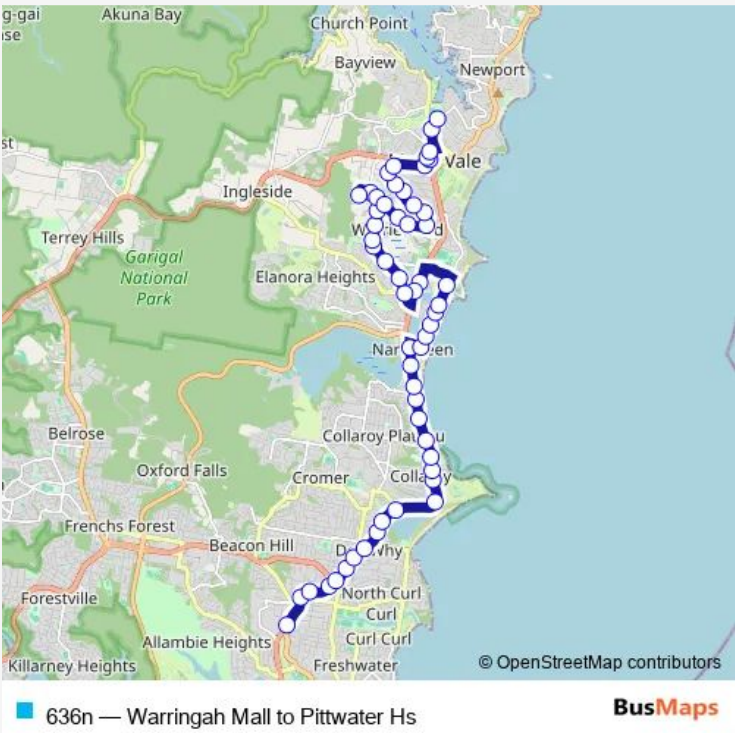 g-gai
Akuna Bay
Church Point
Bayview
Newport
Vale
Ingleside
Terrey Hills
Garigal
National
Park
Elanora Heights
Collaroy Plateau
Belrose
Oxford Falls
Cromer
Frenchs Forest
Beacon Hill
North Curl
Curl
Forestville
Allambie Heights
Curl Curl
Killarney Heights
Freshwater
© OpenStreetMap contributors
636n — Warringah Mall to Pittwater Hs
BusMaps